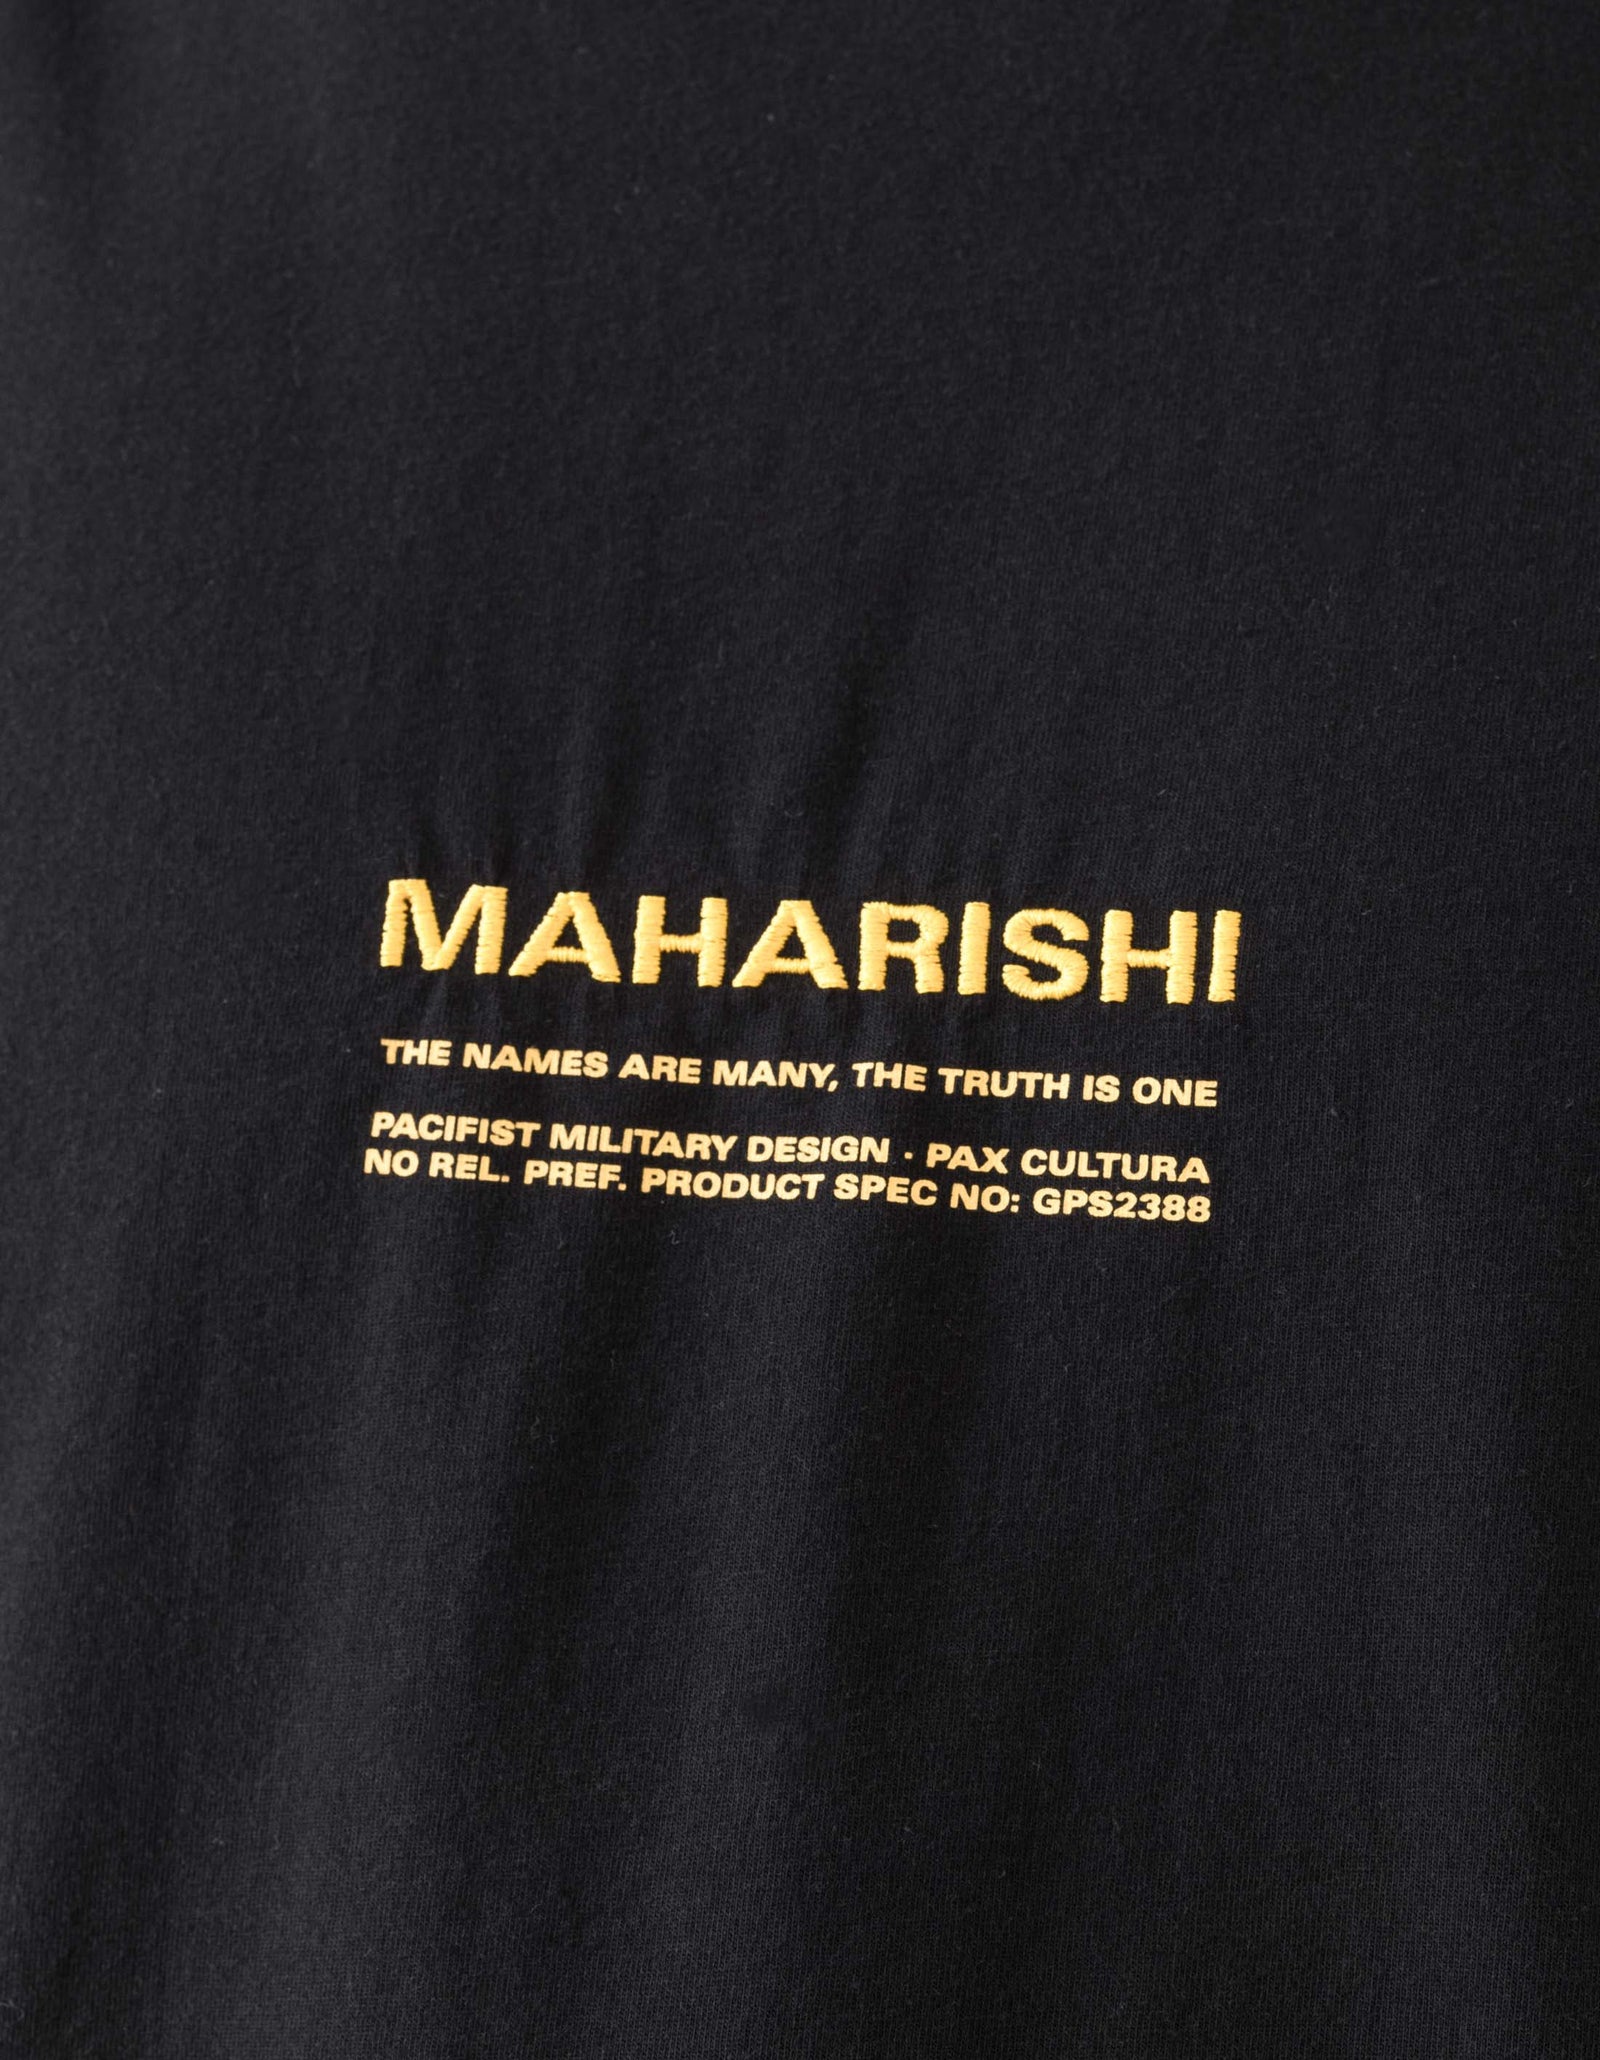 MAHARISHI
THE NAMES ARE MANY, THE TRUTH IS ONE
PACIFIST MILITARY DESIGN · PAX CULTURA
NO REL. PREF. PRODUCT SPEC NO: GPS2388